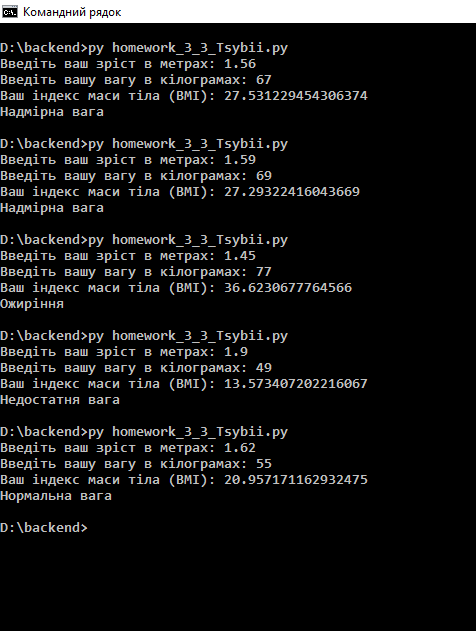 Командний рядок
D:\backend>py homework_3_3_Tsybii.py
Введіть ваш зріст в метрах: 1.56
Введіть вашу вагу в кілограмах: 67
Ваш індекс маси тіла (BMI): 27.531229454306374
Надмірна вага
D:\backend>py homework_3_3_Tsybii.py
Введіть ваш зріст в метрах: 1.59
Введіть вашу вагу в кілограмах: 69
Ваш індекс маси тіла (BMI): 27.29322416043669
Надмірна вага
D:\backend>py homework_3_3_Tsybii.py
Введіть ваш зріст в метрах: 1.45
Введіть вашу вагу в кілограмах: 77
Ваш індекс маси тіла (BMI): 36.6230677764566
Ожиріння
D:\backend>py homework_3_3_Tsybii.py
Введіть ваш зріст в метрах: 1.9
Введіть вашу вагу в кілограмах: 49
Ваш індекс маси тіла (BMI): 13.573407202216067
Недостатня вага
D:\backend>py homework_3_3_Tsybii.py
Введіть ваш зріст в метрах: 1.62
Введіть вашу вагу в кілограмах: 55
Ваш індекс маси тіла (BMI): 20.957171162932475
Нормальна вага
D:\backend>